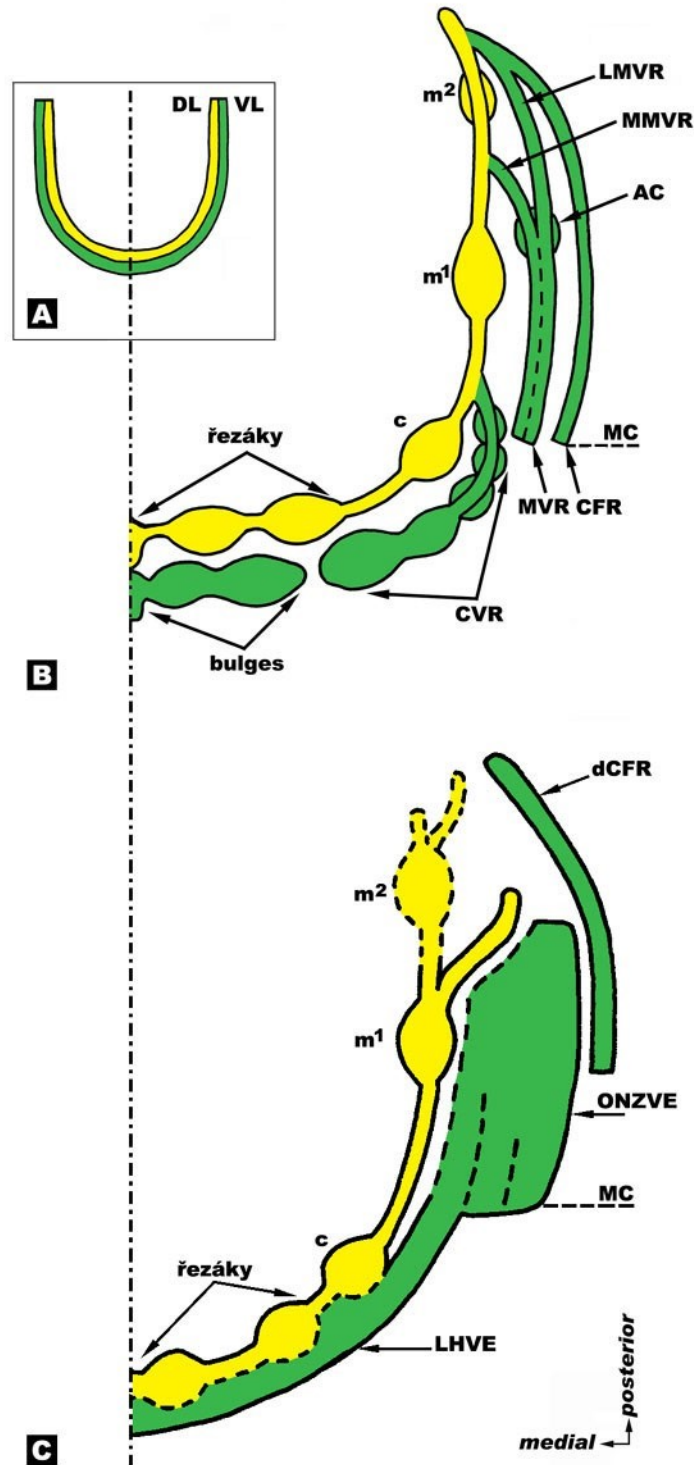 DL VL
A
m²
LMVR
MMVR
AC
m¹
řezáky
c
MC
MVR CFR
CVR
bulges
B
dCFR
m²
m¹
ONZVE
MC
c
řezáky
LHVE
posterior
medial
C